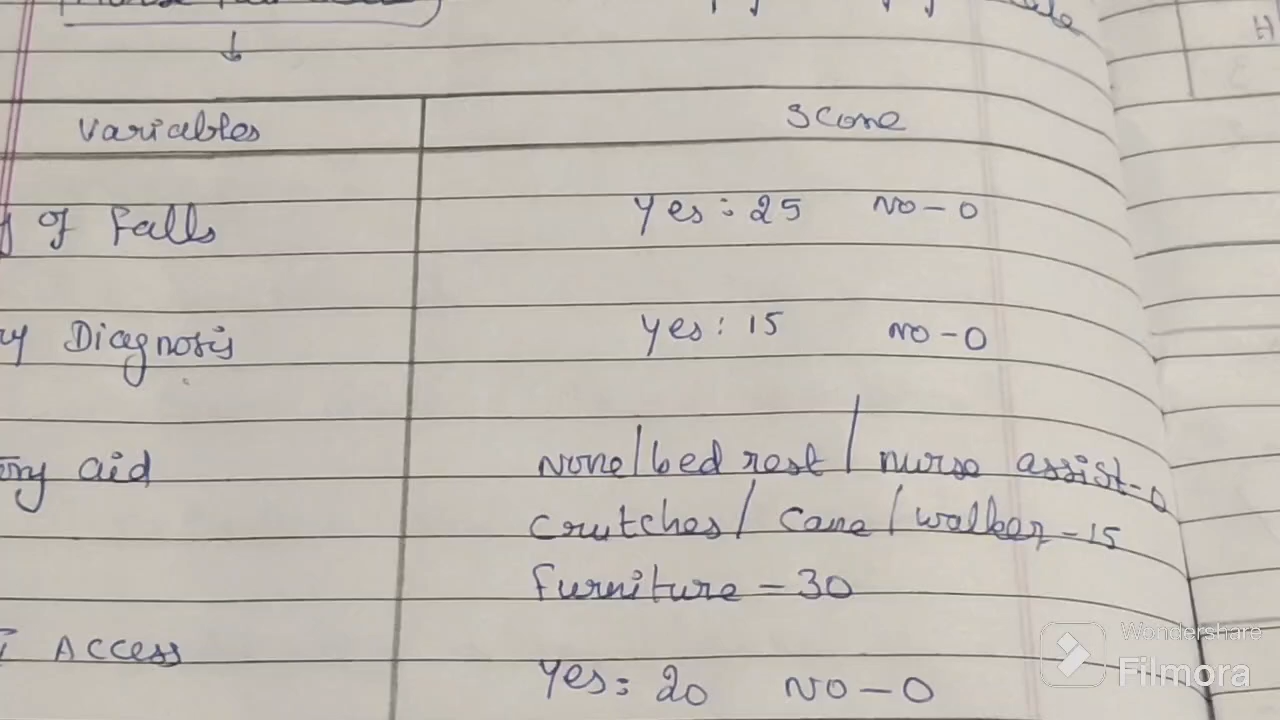 Variables Score
of Falls Yes : 25 No - 0
Diagnosis Yes : 15 No - 0
aid None/bed rest / nurse assist - 0
Crutches / Cane / walker - 15
Furniture - 30
Access
Yes : 20 No - 0
Wondershare
Filmora